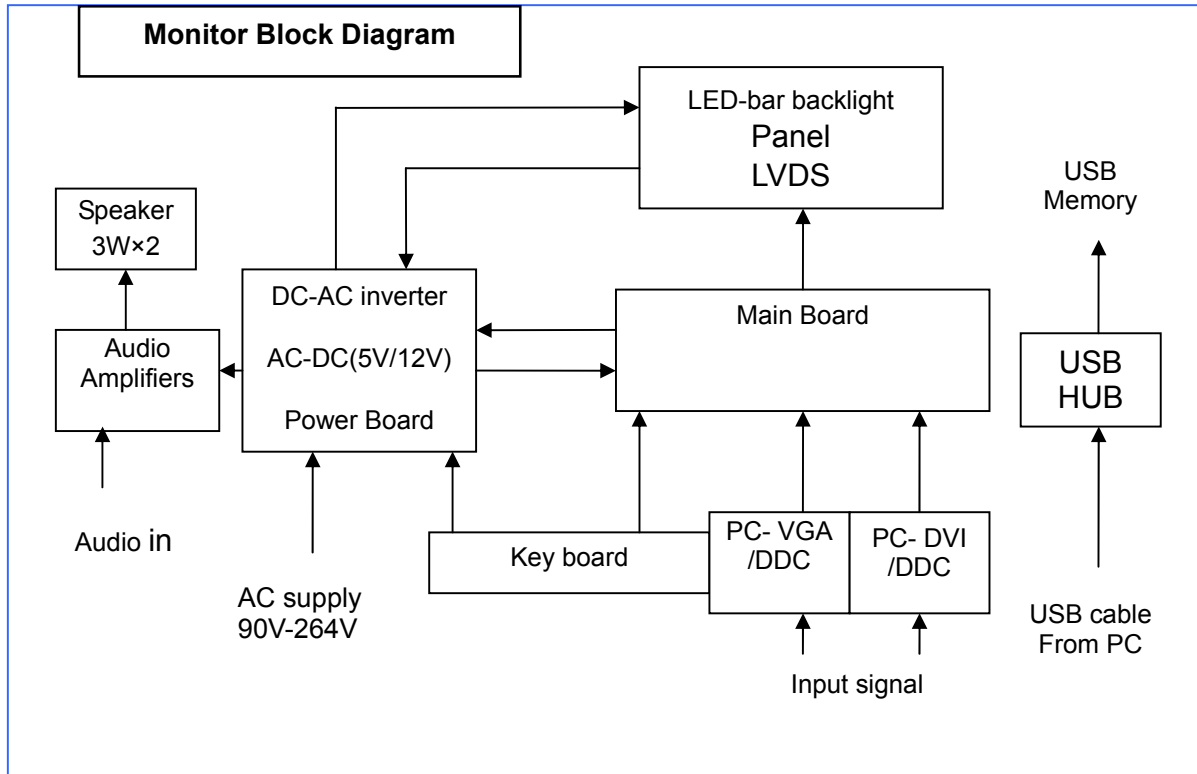 Monitor Block Diagram
LED-bar backlight
Panel
LVDS
USB
Memory
Speaker
3W×2
DC-AC inverter
AC-DC(5V/12V)
Power Board
Main Board
Audio
Amplifiers
USB
HUB
Audio in
Key board
PC- VGA
/DDC
PC- DVI
/DDC
AC supply
90V-264V
USB cable
From PC
Input signal